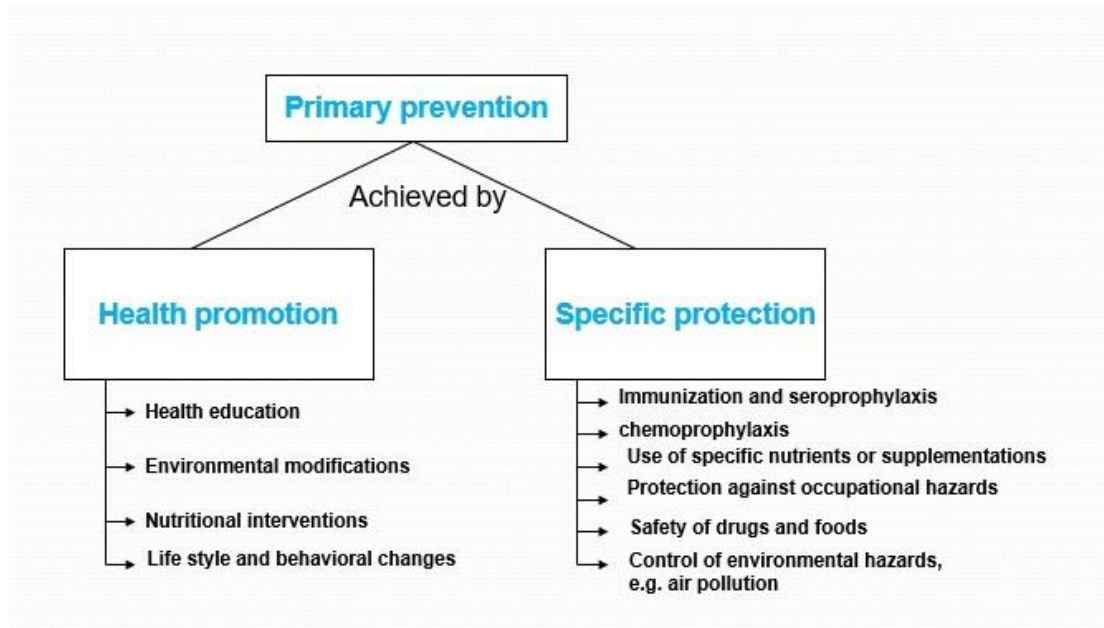 Primary prevention
Achieved by
Health promotion
Health education
Environmental modifications
Nutritional interventions
Life style and behavioral changes
Specific protection
Immunization and seroprophylaxis
chemoprophylaxis
Use of specific nutrients or supplementations
Protection against occupational hazards
Safety of drugs and foods
Control of environmental hazards,
e.g. air pollution